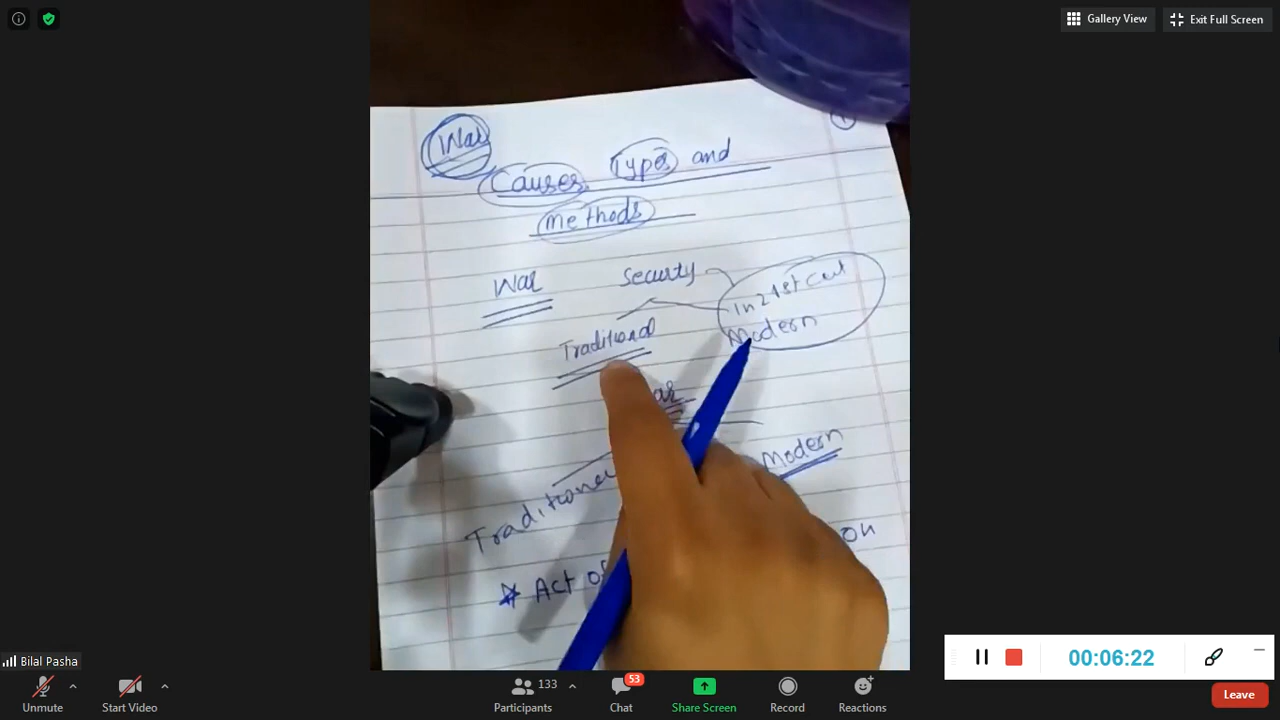 Gallery View
Exit Full Screen
War
Causes, Types and
methods
War Security
In 21st Cent
Modern
Traditional
Modern
Traditional
Act of
on
Bilal Pasha
00:06:22
Unmute
Start Video
Participants 133
Chat 53
Share Screen
Record
Reactions
Leave